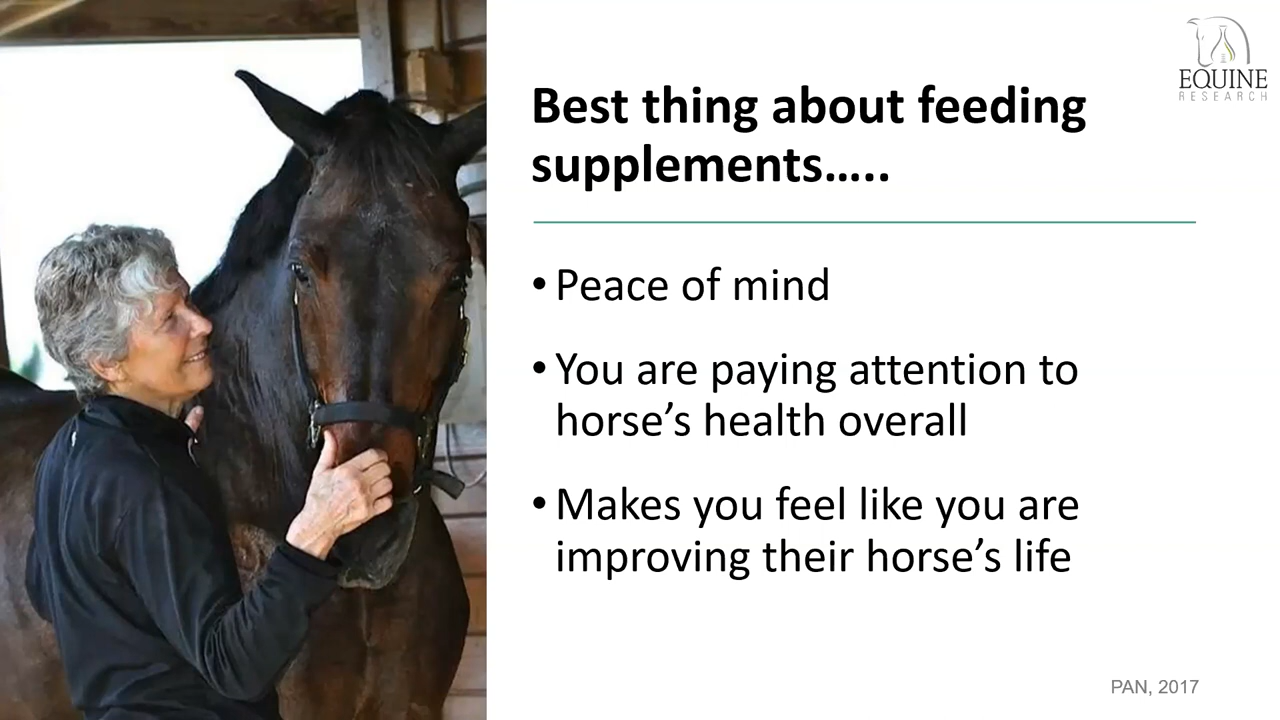 EQUINE
RESEARCH
Best thing about feeding
supplements…..
• Peace of mind
• You are paying attention to
horse’s health overall
• Makes you feel like you are
improving their horse’s life
PAN, 2017